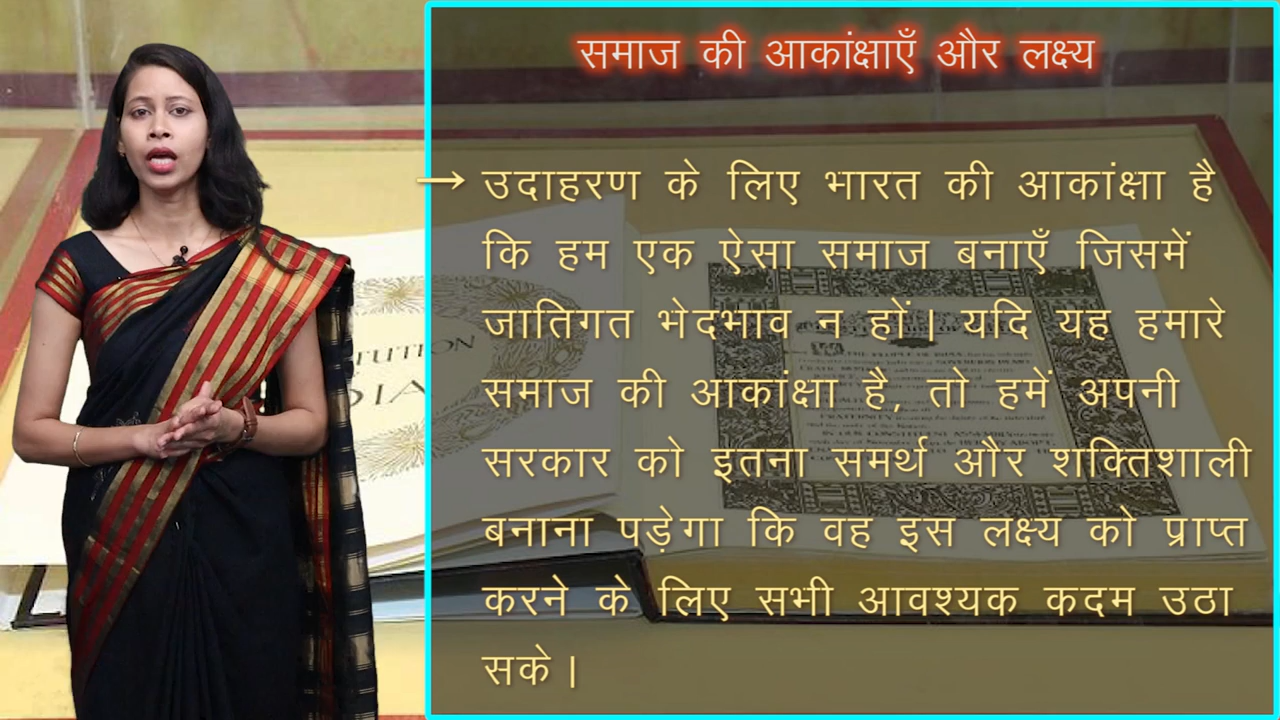 समाज की आकांक्षाएँ और लक्ष्य
→ उदाहरण के लिए भारत की आकांक्षा है
कि हम एक ऐसा समाज बनाएँ जिसमें
जातिगत भेदभाव न हों। यदि यह हमारे
समाज की आकांक्षा है, तो हमें अपनी
सरकार को इतना समर्थ और शक्तिशाली
बनाना पड़ेगा कि वह इस लक्ष्य को प्राप्त
करने के लिए सभी आवश्यक कदम उठा
सके।